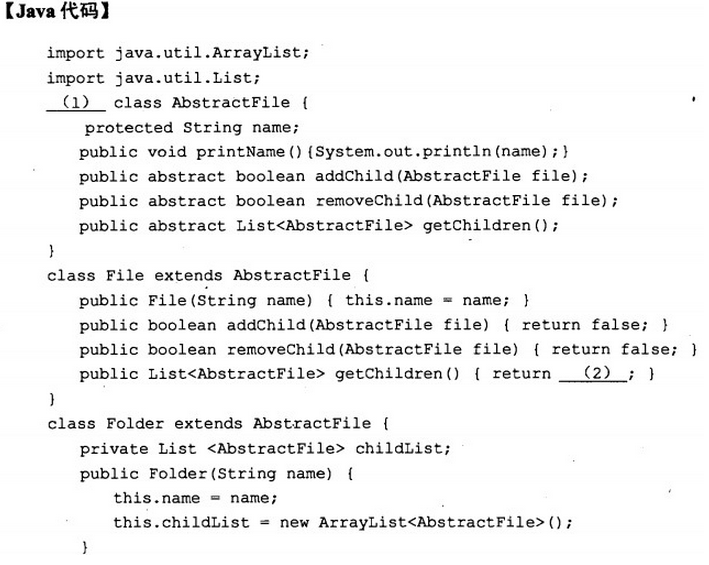 【Java 代码】
import java.util.ArrayList;
import java.util.List;
(1) class AbstractFile {
protected String name;
public void printName(){System.out.println(name);}
public abstract boolean addChild(AbstractFile file);
public abstract boolean removeChild(AbstractFile file);
public abstract List<AbstractFile> getChildren();
}
class File extends AbstractFile {
public File(String name) { this.name = name; }
public boolean addChild(AbstractFile file) { return false; }
public boolean removeChild(AbstractFile file) { return false; }
public List<AbstractFile> getChildren() { return (2) ; }
}
class Folder extends AbstractFile {
private List <AbstractFile> childList;
public Folder(String name) {
this.name = name;
this.childList = new ArrayList<AbstractFile>();
}